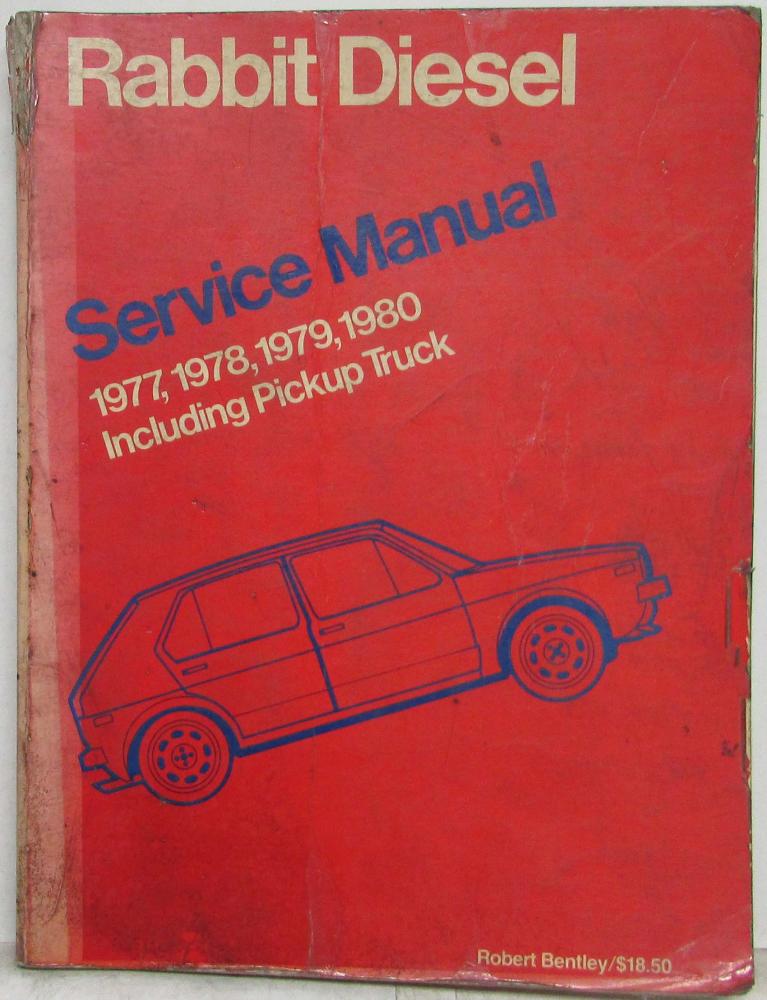 Rabbit Diesel
Service Manual
1977, 1978, 1979, 1980
Including Pickup Truck
Robert Bentley/$18.50